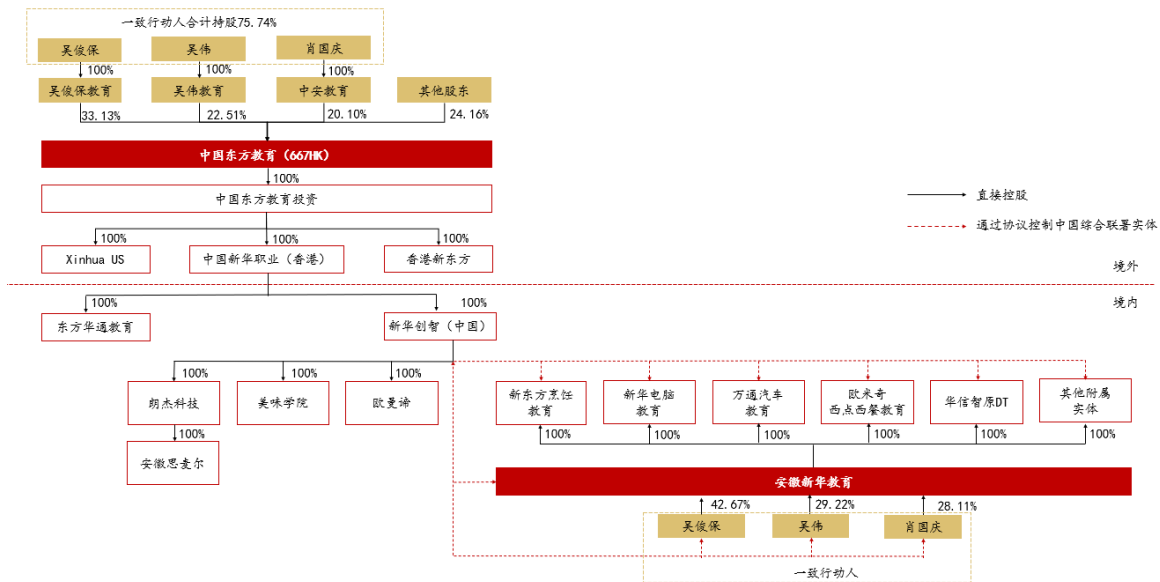 一致行动人合计持股75.74%
吴俊保
吴伟
肖国庆
100%
100%
100%
吴俊保教育
吴伟教育
中安教育
其他股东
33.13%
22.51%
20.10%
24.16%
中国东方教育（667HK）
100%
中国东方教育投资
直接控股
通过协议控制中国综合联署实体
100%
100%
100%
Xinhua US
中国新华职业（香港）
香港新东方
境外
境内
100%
100%
东方华通教育
新华创智（中国）
100%
100%
100%
100%
100%
100%
100%
100%
100%
朗杰科技
美味学院
欧曼谛
新东方烹饪
教育
新华电脑
教育
万通汽车
教育
欧米奇
西点西餐教育
华信智原DT
其他附属
实体
100%
100%
100%
100%
100%
100%
100%
安徽思麦尔
安徽新华教育
42.67%
29.22%
28.11%
吴俊保
吴伟
肖国庆
一致行动人